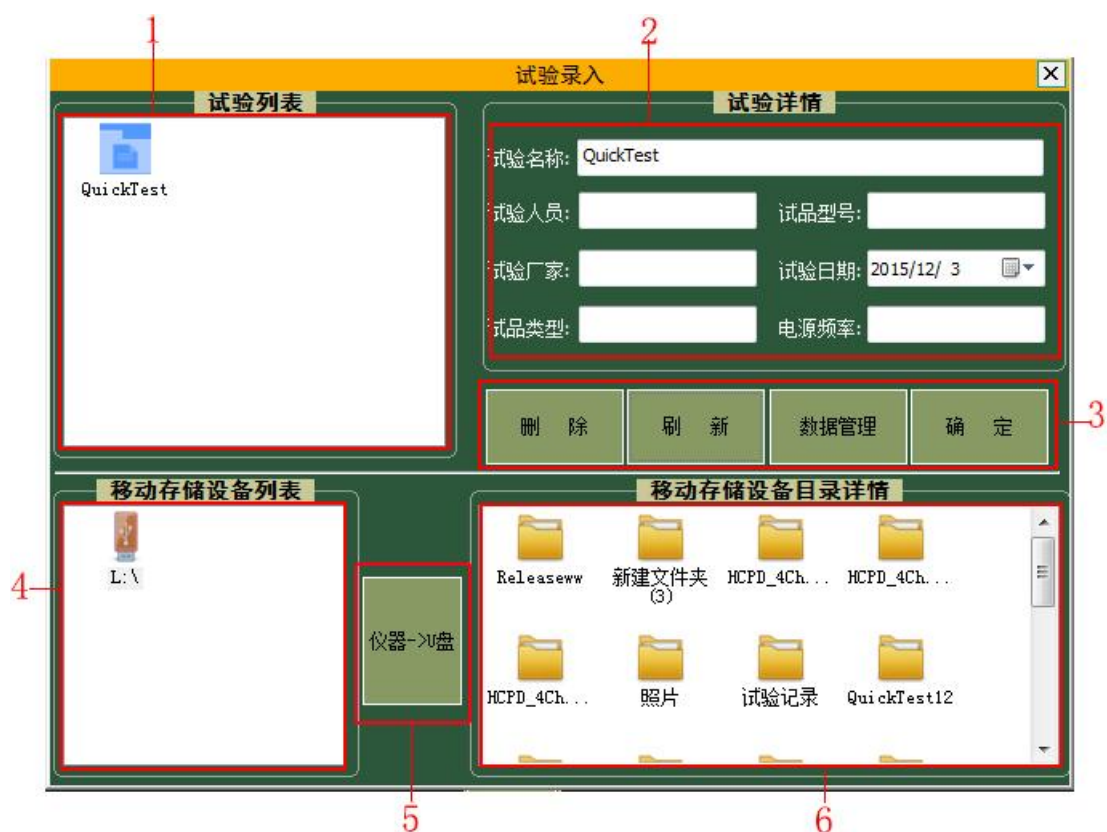 1
2
试验录入
试验列表
试验详情
QuickTest
试验名称: QuickTest
试验人员:
试品型号:
试验厂家:
试验日期: 2015/12/ 3
试品类型:
电源频率:
删 除
刷 新
数据管理
确 定
3
移动存储设备列表
移动存储设备目录详情
4
L:\
仪器->U盘
Releaseww
新建文件夹
(3)
HCPD_4Ch...
HCPD_4Ch...
HCPD_4Ch...
照片
试验记录
QuickTest12
5
6